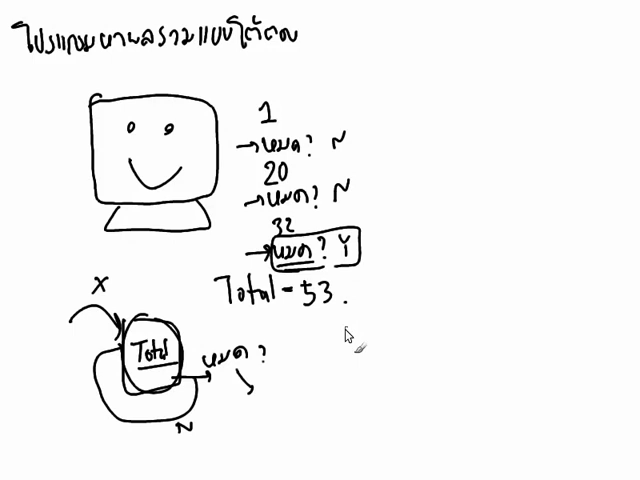 โปรแกรมหาผลรวมแบบโต้ตอบ
1
→หมด? N
20
→หมด? N
32
→หมด? Y
Total = 53.
X
Total
หมด?
N